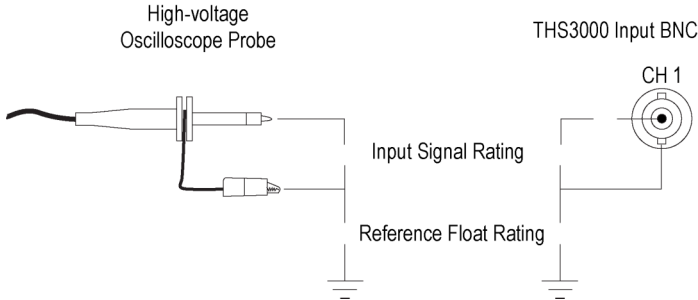 High-voltage
Oscilloscope Probe
THS3000 Input BNC
CH 1
Input Signal Rating
Reference Float Rating